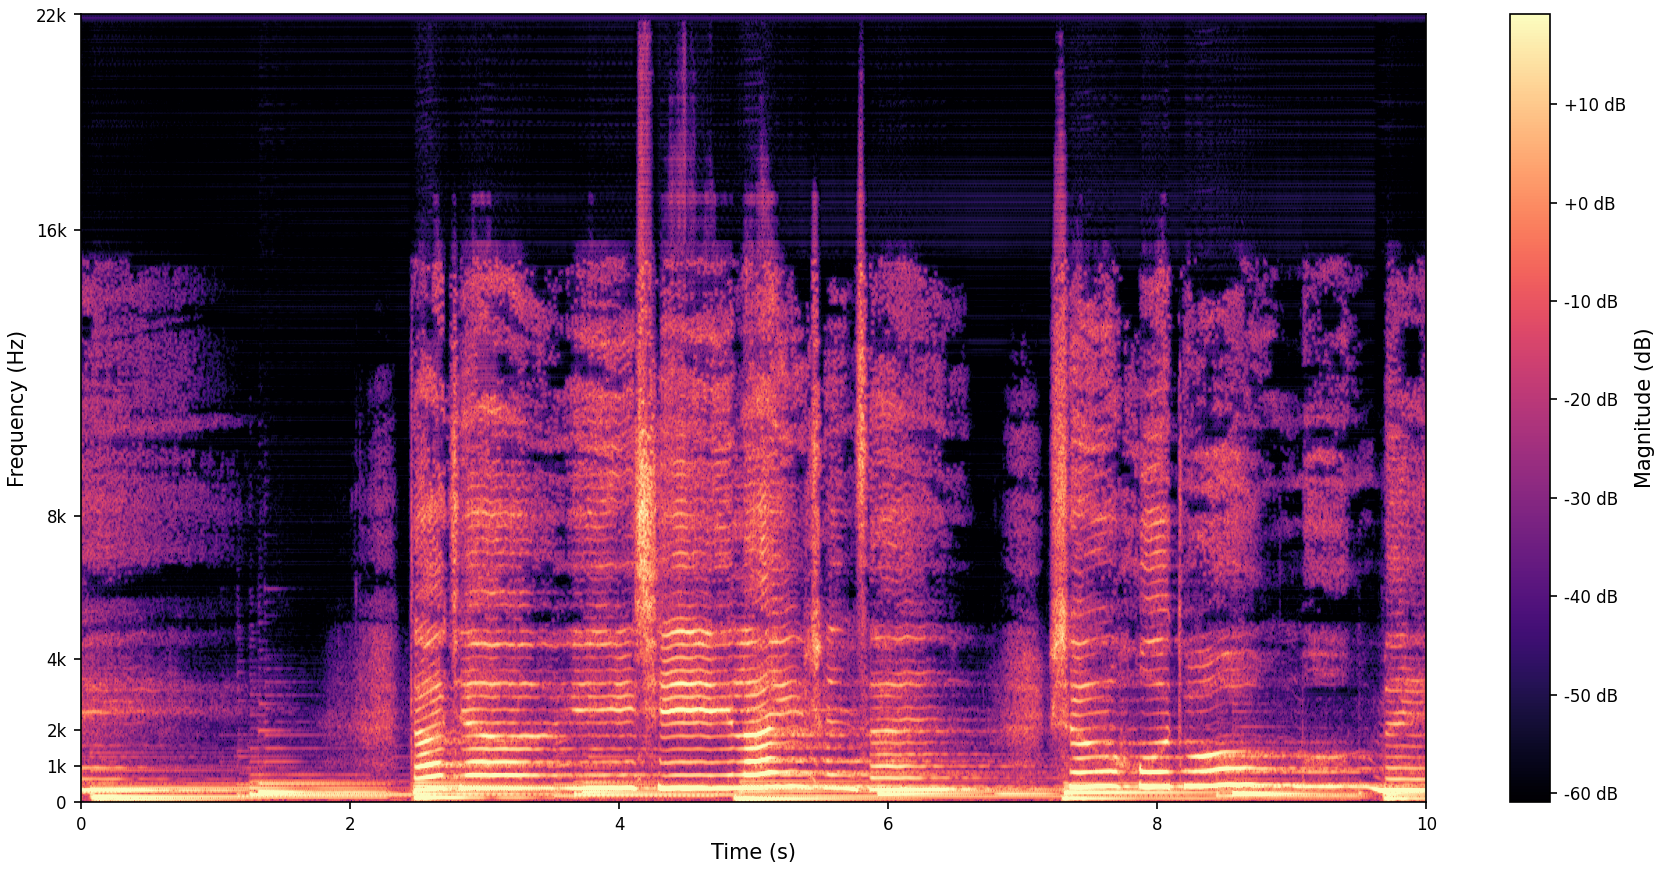 22k
16k
8k
4k
2k
1k
0
Frequency (Hz)
0
2
4
6
8
10
Time (s)
+10 dB
+0 dB
-10 dB
-20 dB
-30 dB
-40 dB
-50 dB
-60 dB
Magnitude (dB)